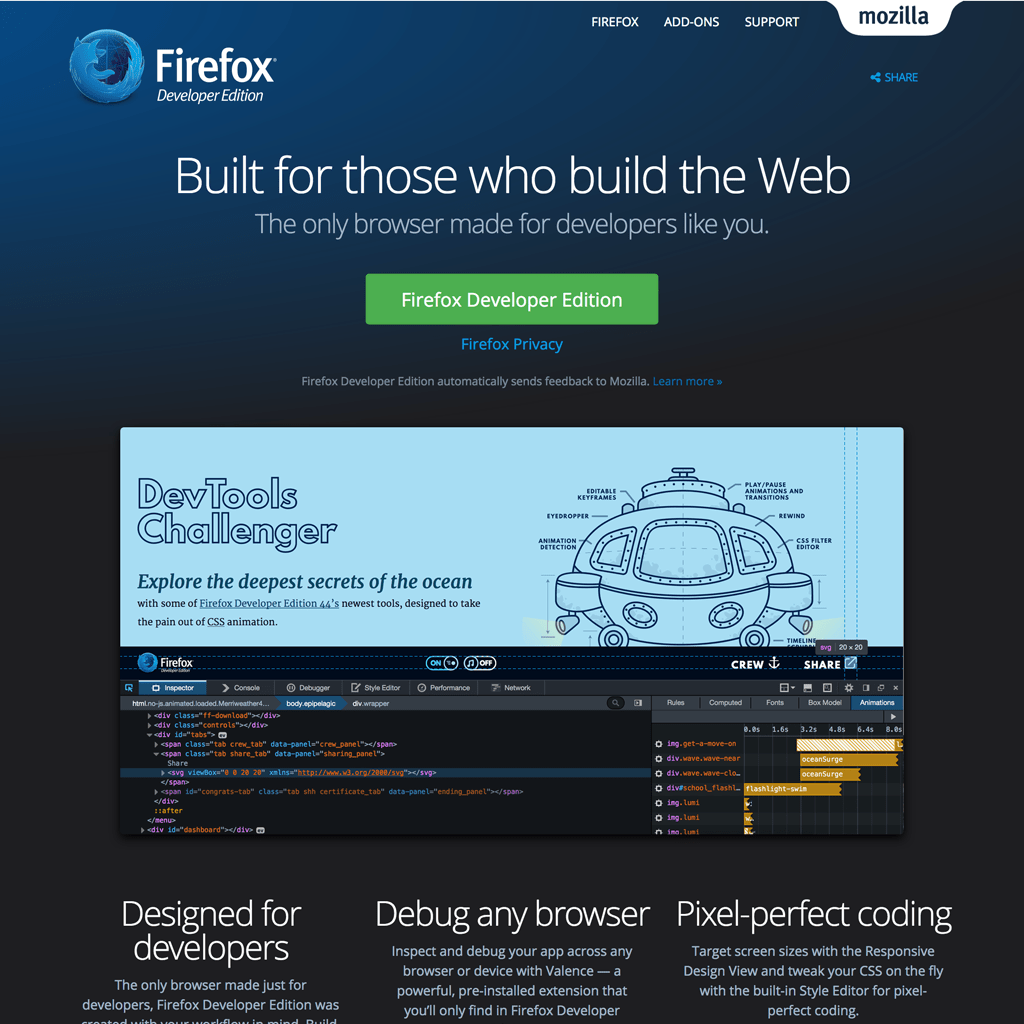 FIREFOX ADD-ONS SUPPORT mozilla
Firefox
Developer Edition
SHARE
Built for those who build the Web
The only browser made for developers like you.
Firefox Developer Edition
Firefox Privacy
Firefox Developer Edition automatically sends feedback to Mozilla. Learn more »
DevTools
Challenger
Explore the deepest secrets of the ocean
with some of Firefox Developer Edition 44's newest tools, designed to take
the pain out of CSS animation.
EDITABLE
KEYFRAMES
EYEDROPPER
ANIMATION
DETECTION
PLAY/PAUSE
ANIMATIONS AND
TRANSITIONS
REWIND
CSS FILTER
EDITOR
TIMELINE
svg 20 × 20
Firefox
Developer Edition
ON OFF
CREW SHARE
Inspector Console Debugger Style Editor Performance Network
html.no-js.animated.loaded.Merriweather4... body.epipelagic div.wrapper
Rules Computed Fonts Box Model Animations
<div class="ff-download"></div>
<div class="controls"></div>
<div id="tabs"> ev
<span class="tab crew_tab" data-panel="crew_panel"></span>
<span class="tab share_tab" data-panel="sharing_panel">
Share
<svg viewBox="0 0 20 20" xmlns="http://www.w3.org/2000/svg"></svg>
</span>
<span id="congrats-tab" class="tab shh certificate_tab" data-panel="ending_panel"></span>
</div>
::after
</menu>
<div id="dashboard"></div> ev
0.0s 1.6s 3.2s 4.8s 6.4s 8.0s
img.get-a-move-on
div.wave.wave-near oceanSurge
div.wave.wave-clo... oceanSurge
div#school_flashl... flashlight-swim
img.lumi
img.lumi
img.lumi
Designed for
developers
The only browser made just for
developers, Firefox Developer Edition was
created with your workflow in mind. Build
Debug any browser
Inspect and debug your app across any
browser or device with Valence — a
powerful, pre-installed extension that
you'll only find in Firefox Developer
Pixel-perfect coding
Target screen sizes with the Responsive
Design View and tweak your CSS on the fly
with the built-in Style Editor for pixel-
perfect coding.